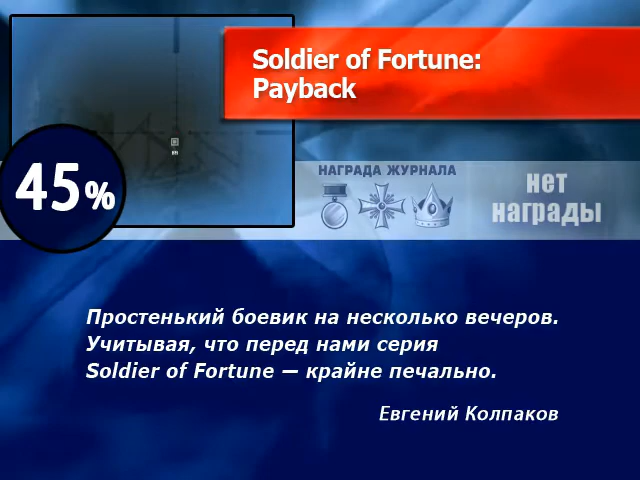 Soldier of Fortune:
Payback
45%
НАГРАДА ЖУРНАЛА
нет
награды
Простенький боевик на несколько вечеров.
Учитывая, что перед нами серия
Soldier of Fortune — крайне печально.
Евгений Колпаков